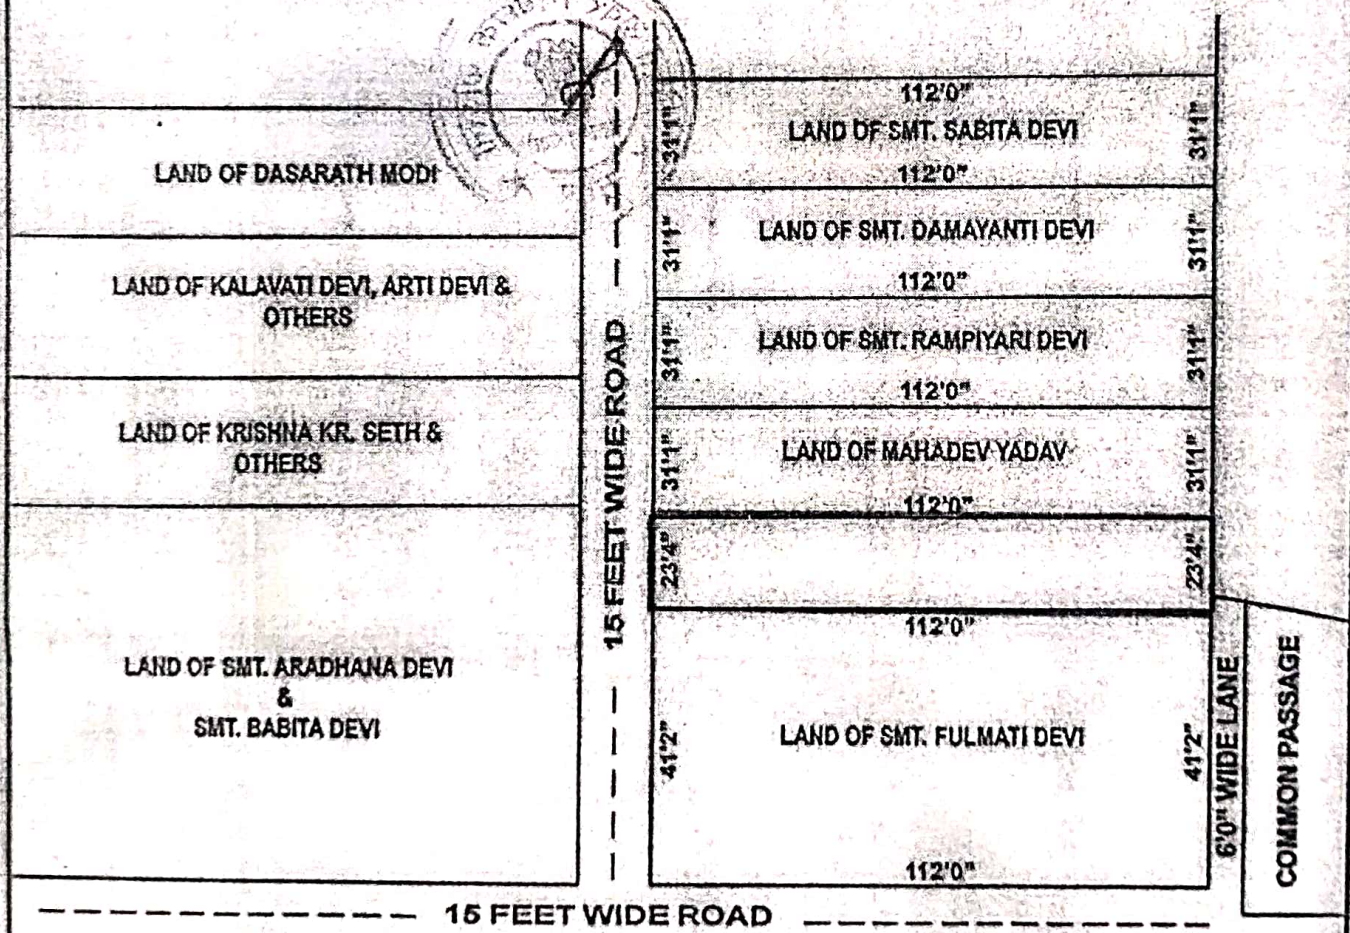 LAND OF DASARATH MODI
LAND OF KALAVATI DEVI, ARTI DEVI &
OTHERS
LAND OF KRISHNA KR. SETH &
OTHERS
LAND OF SMT. ARADHANA DEVI
&
SMT. BABITA DEVI
15 FEET WIDE ROAD
112'0"
31'1"
LAND OF SMT. SABITA DEVI
31'1"
112'0"
31'1"
LAND OF SMT. DAMAYANTI DEVI
31'1"
112'0"
31'1"
LAND OF SMT. RAMPIYARI DEVI
31'1"
112'0"
31'1"
LAND OF MAHADEV YADAV
31'1"
112'0"
23'4"
23'4"
112'0"
41'2"
LAND OF SMT. FULMATI DEVI
41'2"
112'0"
6'0" WIDE LANE
COMMON PASSAGE
15 FEET WIDE ROAD